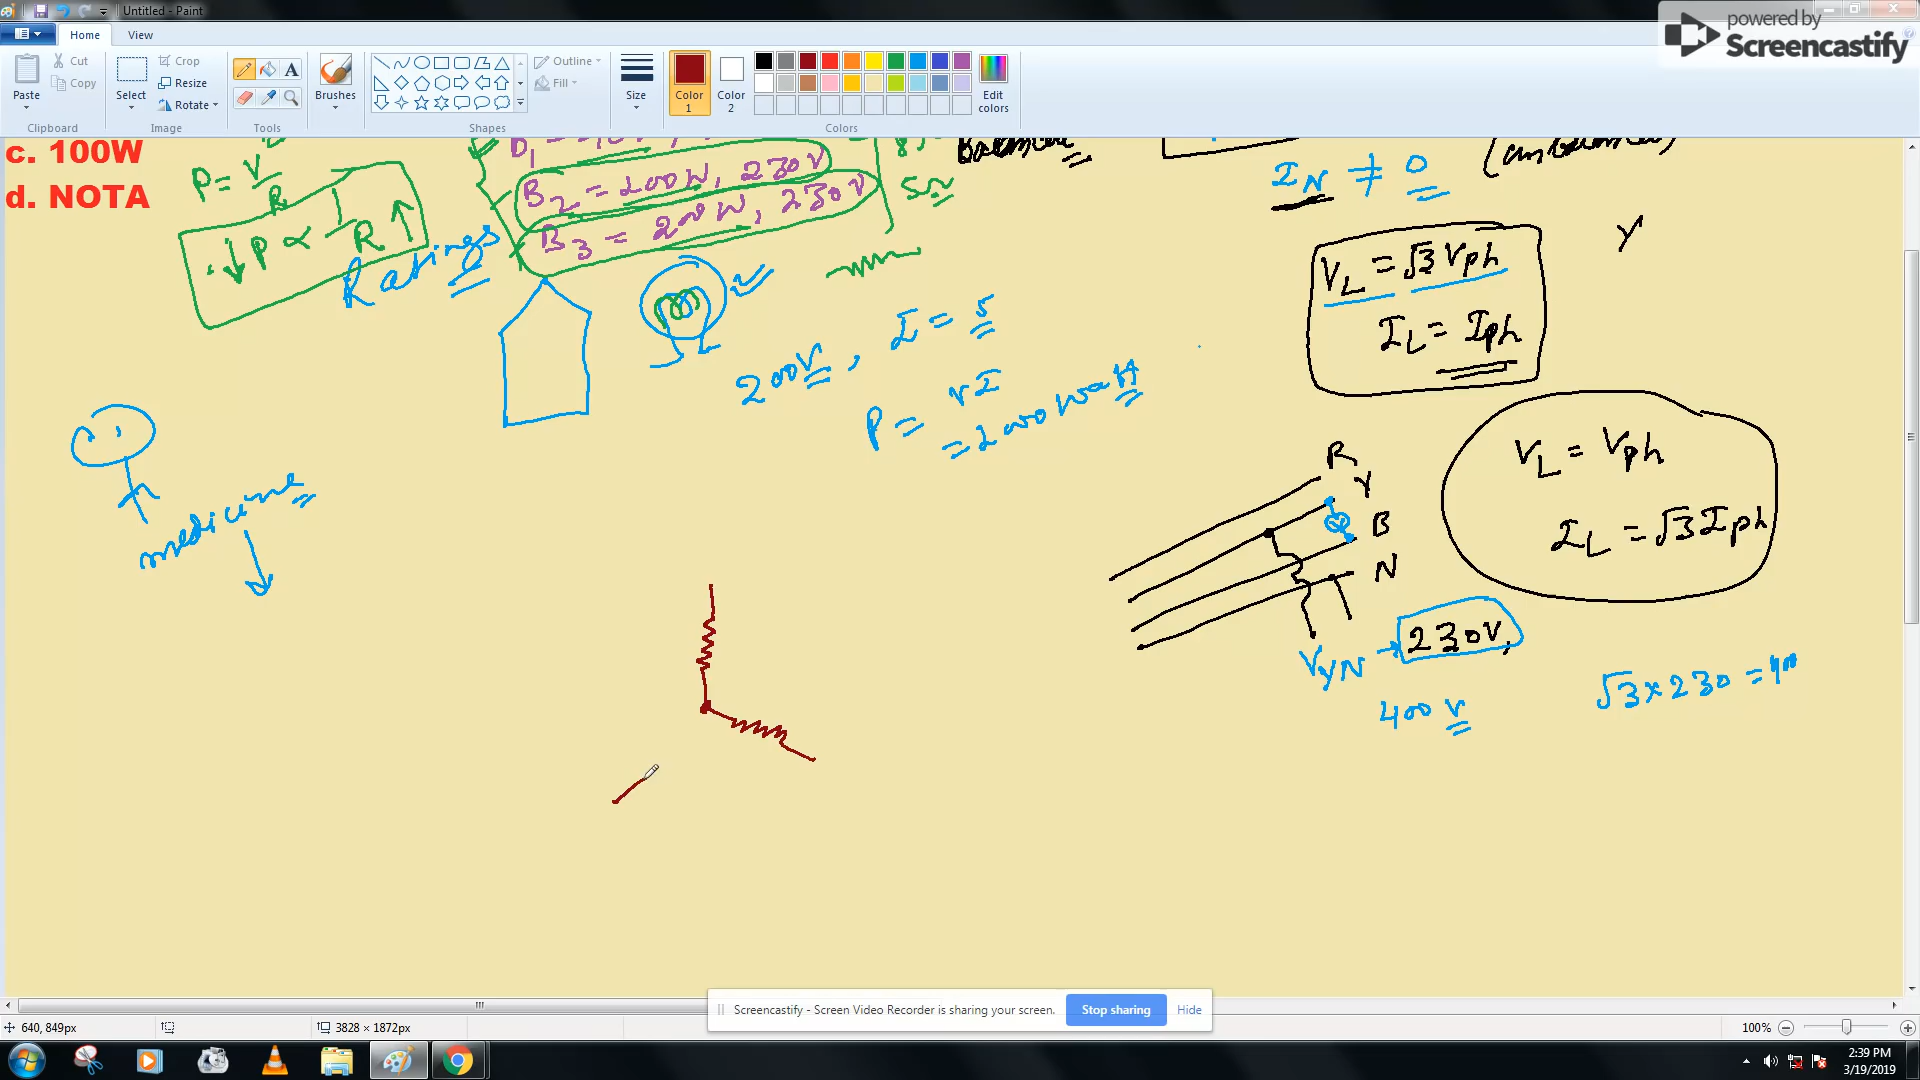 Untitled - Paint
powered by
Screencastify
Home
View
Paste
Cut
Copy
Clipboard
Select
Crop
Resize
Rotate
Image
A
Tools
Brushes
Shapes
Outline
Fill
Size
Color 1
Color 2
Edit colors
Colors
c. 100W
d. NOTA
P = V
R
↓ P ∝ 1
R ↑
Ratings
B1 =
B2 = 200W, 230V
B3 = 200W, 230V
5Ω
Balance
IN ≠ 0
VL = √3 Vph
IL = Iph
Y
200V, I = 5
P = VI
= 2000 watt
medicine
R
Y
B
N
VL = Vph
IL = √3 Iph
VYN → 230V,
400 V
√3 x 230 = 400
Screencastify - Screen Video Recorder is sharing your screen.
Stop sharing
Hide
640, 849px
3828 × 1872px
100%
2:39 PM
3/19/2019